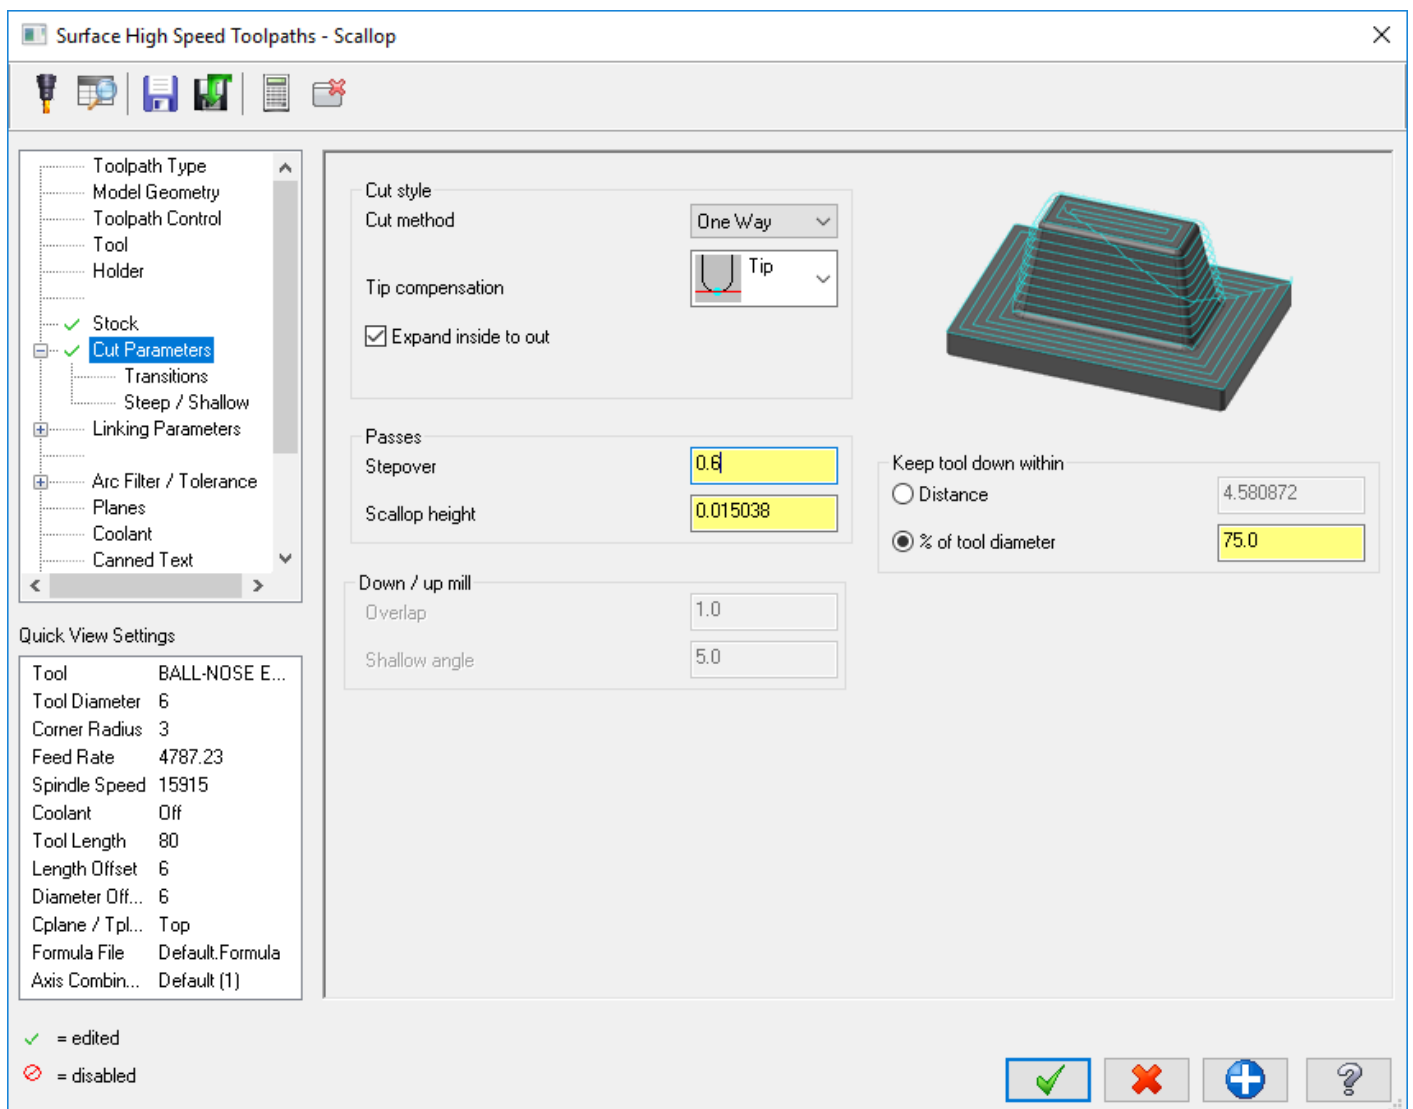 Surface High Speed Toolpaths - Scallop
Toolpath Type
Model Geometry
Toolpath Control
Tool
Holder
Stock
Cut Parameters
Transitions
Steep / Shallow
Linking Parameters
Arc Filter / Tolerance
Planes
Coolant
Canned Text
Quick View Settings
Tool BALL-NOSE E...
Tool Diameter 6
Corner Radius 3
Feed Rate 4787.23
Spindle Speed 15915
Coolant Off
Tool Length 80
Length Offset 6
Diameter Off... 6
Cplane / Tpl... Top
Formula File Default.Formula
Axis Combin... Default (1)
= edited
= disabled
Cut style
Cut method One Way
Tip compensation Tip
Expand inside to out
Passes
Stepover 0.6
Scallop height 0.015038
Down / up mill
Overlap 1.0
Shallow angle 5.0
Keep tool down within
Distance 4.580872
% of tool diameter 75.0